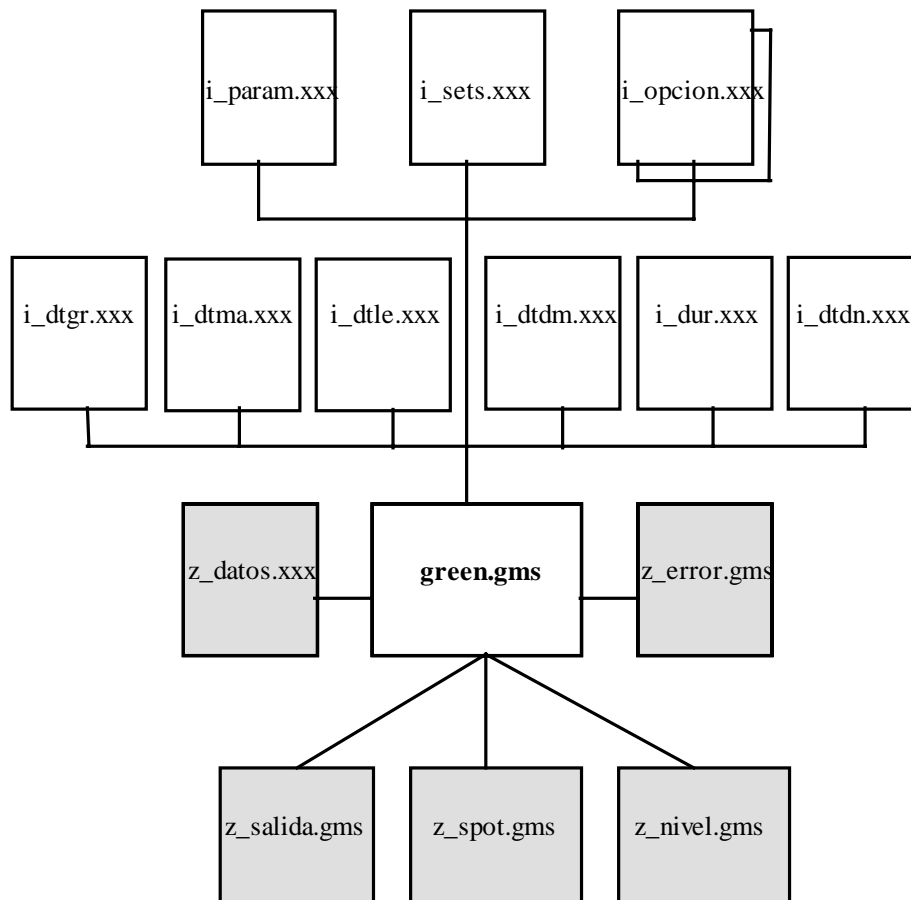 i_param.xxx
i_sets.xxx
i_opcion.xxx
i_dtgr.xxx
i_dtma.xxx
i_dtle.xxx
i_dtdm.xxx
i_dur.xxx
i_dtdn.xxx
z_datos.xxx
green.gms
z_error.gms
z_salida.gms
z_spot.gms
z_nivel.gms